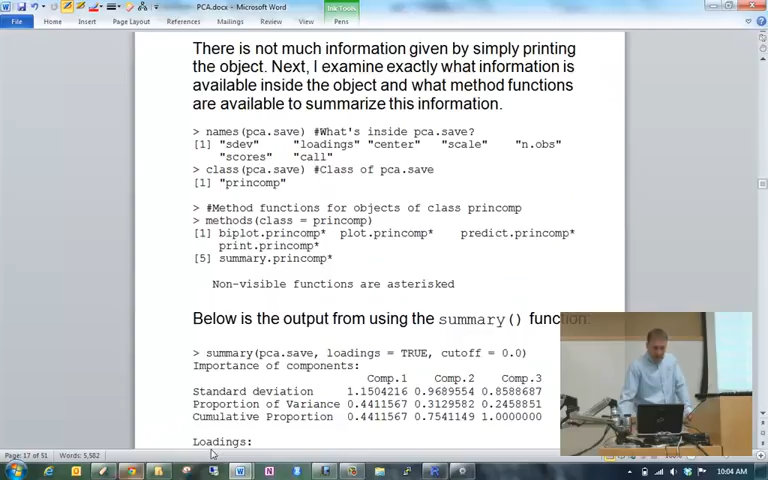 PCA.docx - Microsoft Word
Ink Tools
File Home Insert Page Layout References Mailings Review View Pens
There is not much information given by simply printing
the object. Next, I examine exactly what information is
available inside the object and what method functions
are available to summarize this information.
> names(pca.save) #What's inside pca.save?
[1] "sdev" "loadings" "center" "scale" "n.obs"
"scores" "call"
> class(pca.save) #Class of pca.save
[1] "princomp"
> #Method functions for objects of class princomp
> methods(class = princomp)
[1] biplot.princomp* plot.princomp* predict.princomp*
print.princomp*
[5] summary.princomp*
Non-visible functions are asterisked
Below is the output from using the summary() function:
> summary(pca.save, loadings = TRUE, cutoff = 0.0)
Importance of components:
Comp.1 Comp.2 Comp.3
Standard deviation 1.1504216 0.9689554 0.8588687
Proportion of Variance 0.4411567 0.3129582 0.2458851
Cumulative Proportion 0.4411567 0.7541149 1.0000000
Loadings:
Page: 17 of 51 Words: 5,582
10:04 AM